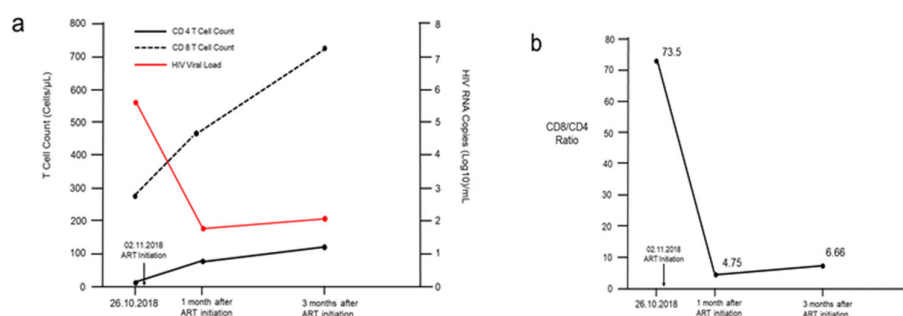 a
CD 4 T Cell Count
CD 8 T Cell Count
HIV Viral Load
T Cell Count (Cells/µL)
800
700
600
500
400
300
200
100
0
HIV RNA Copies (Log10)/mL
8
7
6
5
4
3
2
1
0
02.11.2018
ART Initiation
26.10.2018
1 month after
ART initiation
3 months after
ART initiation
b
CD8/CD4
Ratio
80
70
60
50
40
30
20
10
0
73.5
4.75
6.66
02.11.2018
ART Initiation
26.10.2018
1 month after
ART initiation
3 months after
ART initiation